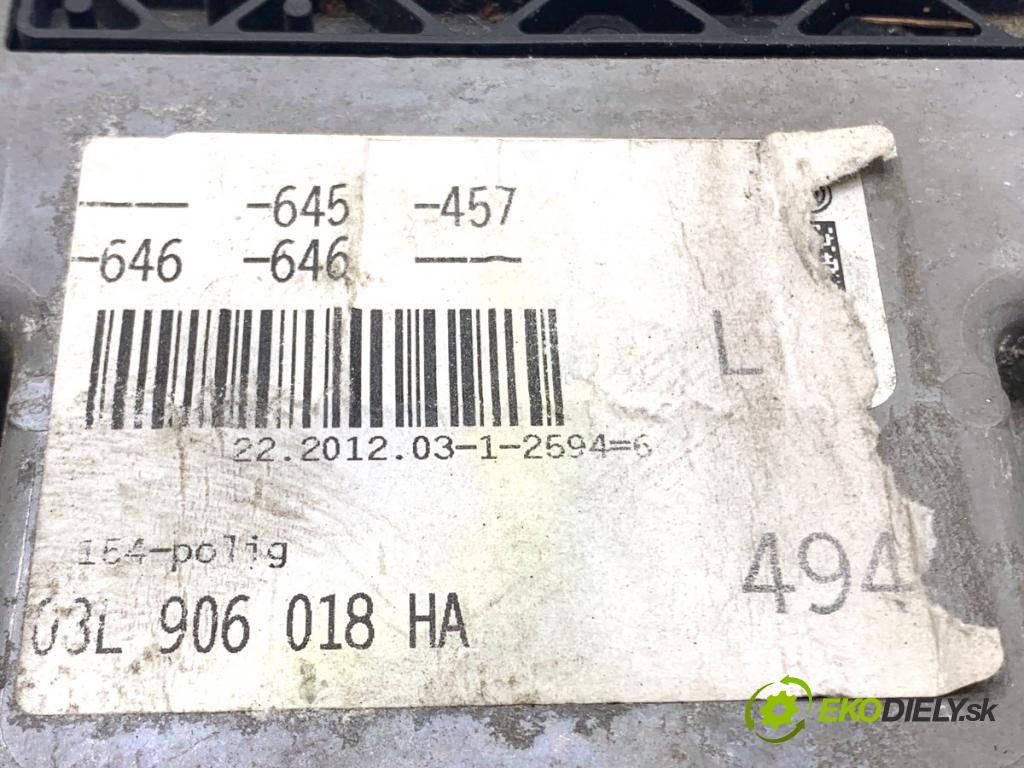 -645 -457
-646 -646
L
22.2012.03-1-2594=6
154-polig
494
03L 906 018 HA
EKODIELY.sk